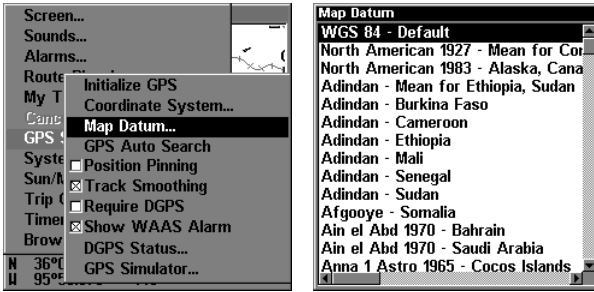 Screen...
Sounds...
Alarms...
Route
My T
Canc
GPS S
Syste
Sun/M
Trip
Timer
Brow
N 36°
W 95°
Initialize GPS
Coordinate System...
Map Datum...
GPS Auto Search
Position Pinning
Track Smoothing
Require DGPS
Show WAAS Alarm
DGPS Status...
GPS Simulator...
Map Datum
WGS 84 - Default
North American 1927 - Mean for Con
North American 1983 - Alaska, Cana
Adindan - Mean for Ethiopia, Sudan
Adindan - Burkina Faso
Adindan - Cameroon
Adindan - Ethiopia
Adindan - Mali
Adindan - Senegal
Adindan - Sudan
Afgooye - Somalia
Ain el Abd 1970 - Bahrain
Ain el Abd 1970 - Saudi Arabia
Anna 1 Astro 1965 - Cocos Islands